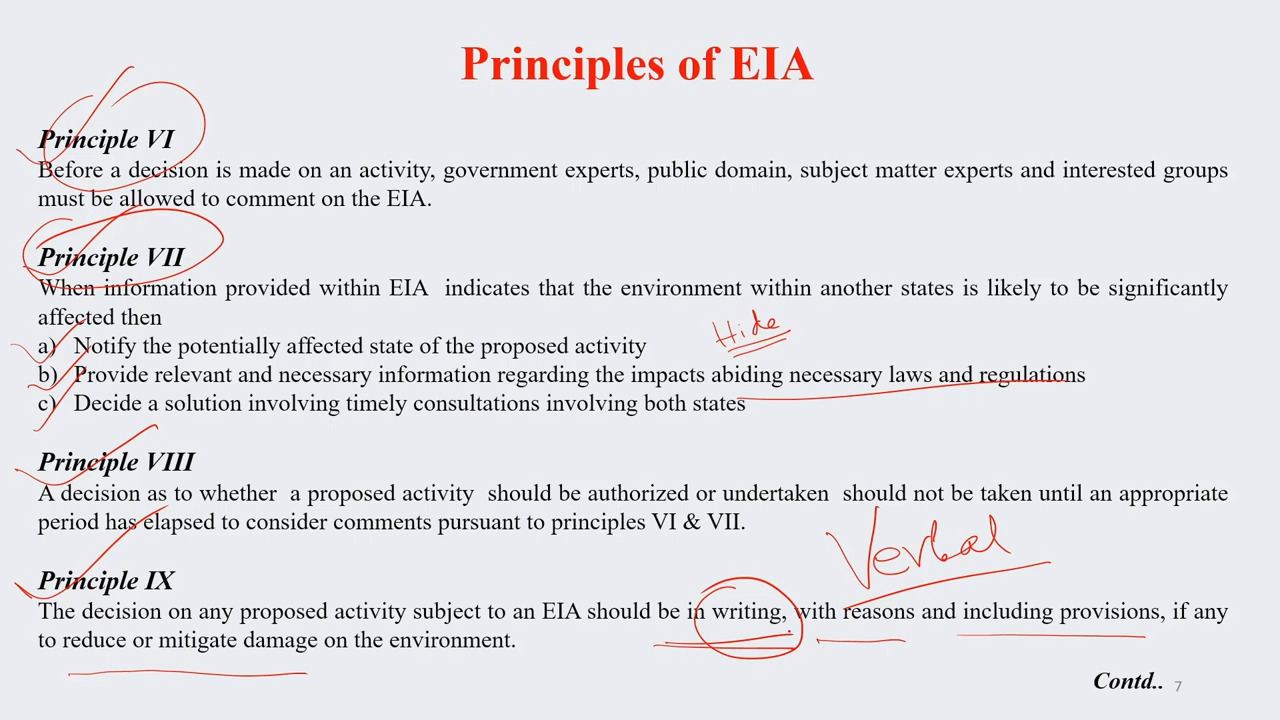 Principles of EIA
Principle VI
Before a decision is made on an activity, government experts, public domain, subject matter experts and interested groups
must be allowed to comment on the EIA.
Principle VII
When information provided within EIA indicates that the environment within another states is likely to be significantly
affected then
Hide
a) Notify the potentially affected state of the proposed activity
b) Provide relevant and necessary information regarding the impacts abiding necessary laws and regulations
c) Decide a solution involving timely consultations involving both states
Principle VIII
A decision as to whether a proposed activity should be authorized or undertaken should not be taken until an appropriate
period has elapsed to consider comments pursuant to principles VI & VII.
Verbal
Principle IX
The decision on any proposed activity subject to an EIA should be in writing, with reasons and including provisions, if any
to reduce or mitigate damage on the environment.
Contd.. 7